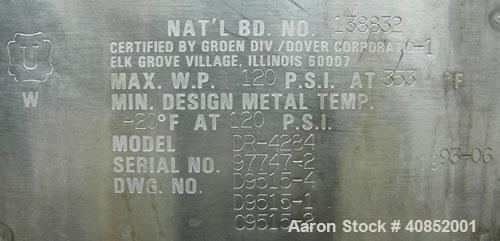 NAT'L BD. NO. 138832
CERTIFIED BY GROEN DIV./DOVER CORPORATI -1
ELK GROVE VILLAGE, ILLINOIS 60007
U
W
MAX. W.P. 120 P.S.I. AT 353 °F
MIN. DESIGN METAL TEMP.
-20°F AT 120 P.S.I.
MODEL DR-4284
SERIAL NO. 97747-2 1993-06
DWG. NO. D9515-4
D9515-1
C9515-2
Aaron Stock # 40852001